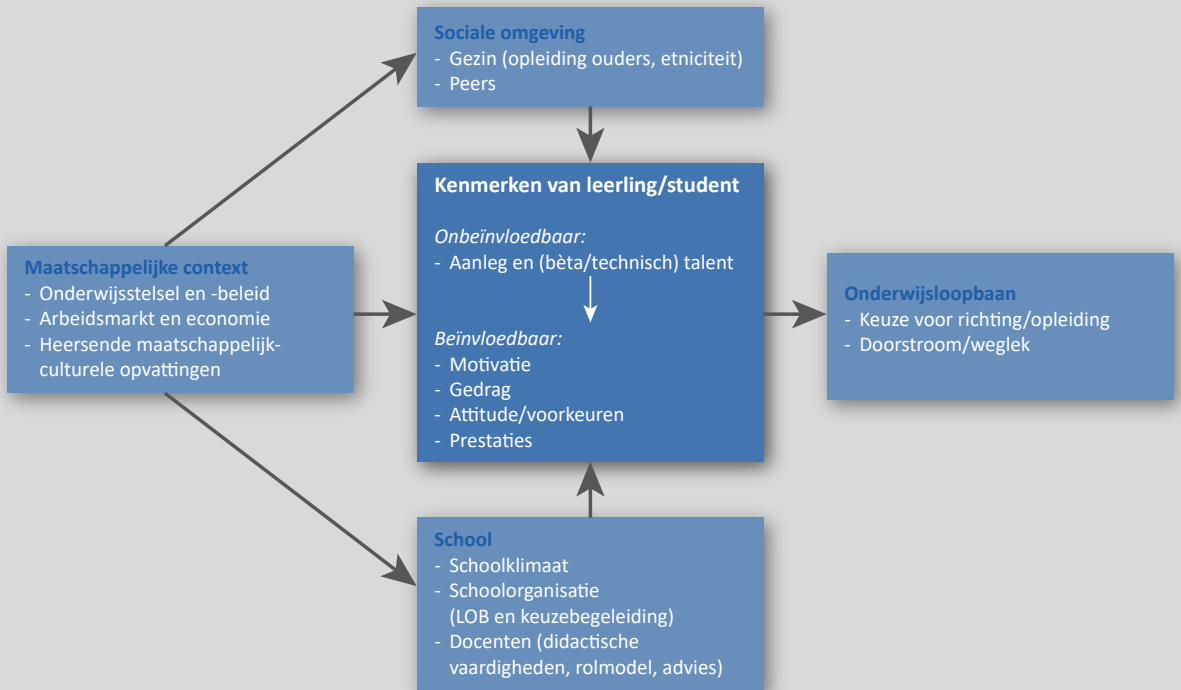 Sociale omgeving
- Gezin (opleiding ouders, etniciteit)
- Peers
Kenmerken van leerling/student
Onbeïnvloedbaar:
- Aanleg en (bèta/technisch) talent
Beïnvloedbaar:
- Motivatie
- Gedrag
- Attitude/voorkeuren
- Prestaties
Maatschappelijke context
- Onderwijsstelsel en -beleid
- Arbeidsmarkt en economie
- Heersende maatschappelijk-
culturele opvattingen
Onderwijsloopbaan
- Keuze voor richting/opleiding
- Doorstroom/weglek
School
- Schoolklimaat
- Schoolorganisatie
(LOB en keuzebegeleiding)
- Docenten (didactische
vaardigheden, rolmodel, advies)